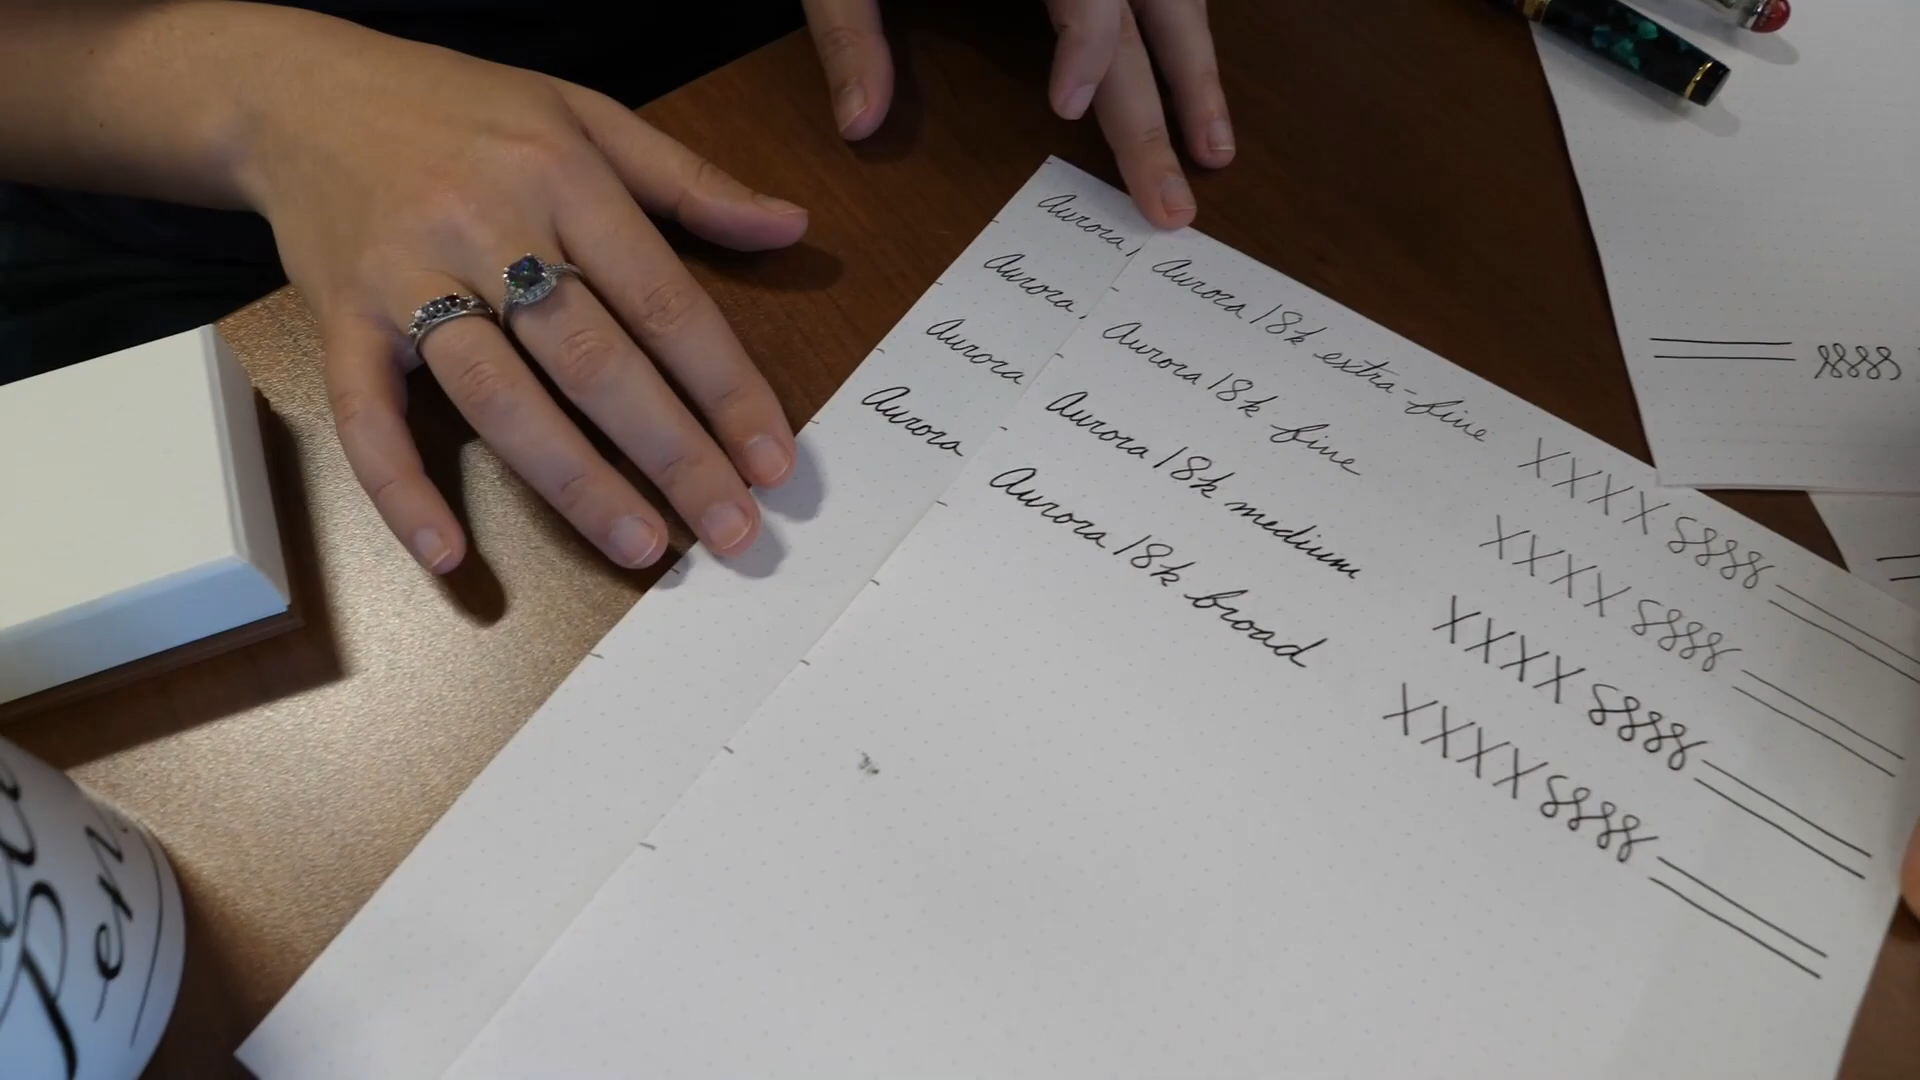 Aurora
Aurora
Aurora
Aurora
Aurora 18k extra-fine XXXX 8888
Aurora 18k fine XXXX 8888
Aurora 18k medium XXXX 8888
Aurora 18k broad XXXX 8888
8888